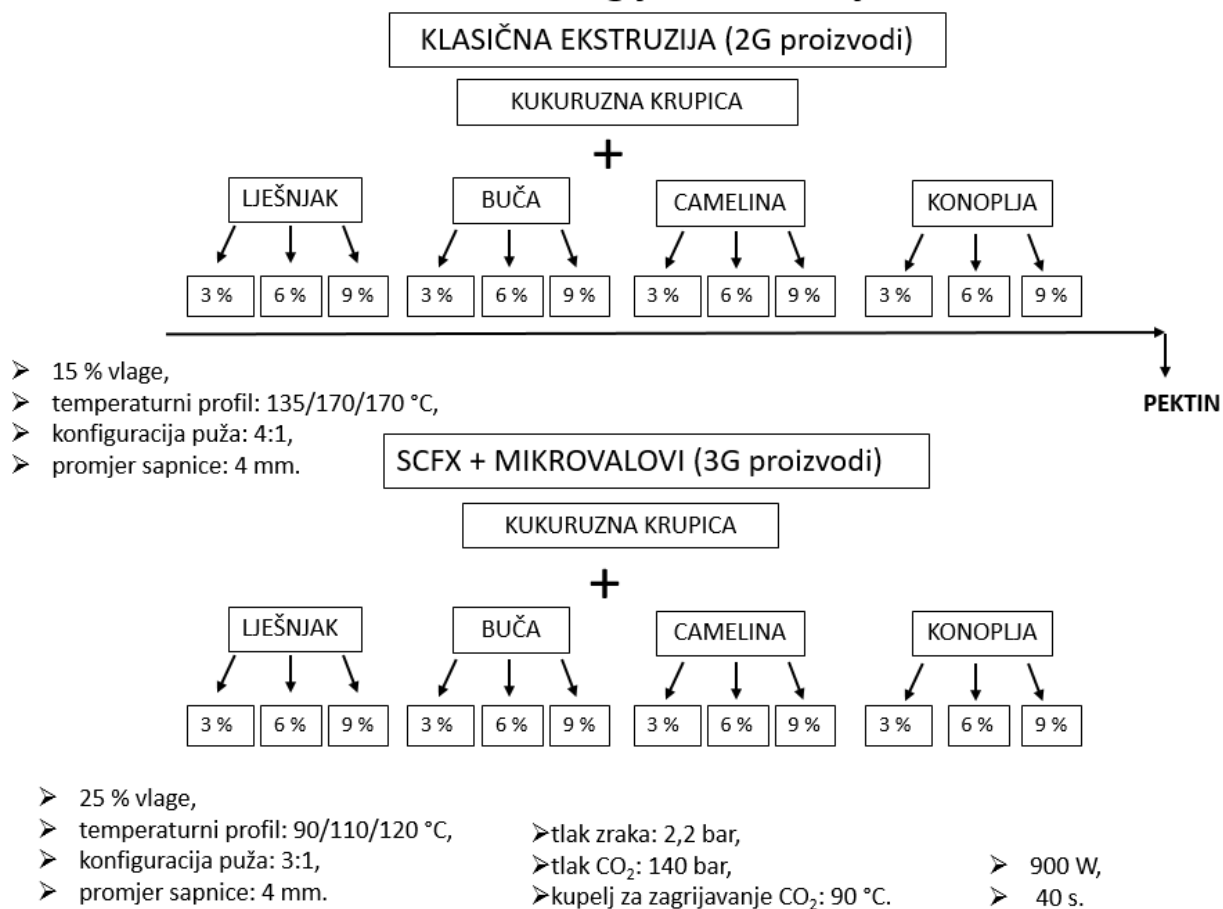 KLASIČNA EKSTRUZIJA (2G proizvodi)
KUKURUZNA KRUPICA
+
LJEŠNJAK BUČA CAMELINA KONOPLJA
3 % 6 % 9 % 3 % 6 % 9 % 3 % 6 % 9 % 3 % 6 % 9 %
➢ 15 % vlage,
➢ temperaturni profil: 135/170/170 °C,
➢ konfiguracija puža: 4:1,
➢ promjer sapnice: 4 mm.
PEKTIN
SCFX + MIKROVALOVI (3G proizvodi)
KUKURUZNA KRUPICA
+
LJEŠNJAK BUČA CAMELINA KONOPLJA
3 % 6 % 9 % 3 % 6 % 9 % 3 % 6 % 9 % 3 % 6 % 9 %
➢ 25 % vlage,
➢ temperaturni profil: 90/110/120 °C,
➢ konfiguracija puža: 3:1,
➢ promjer sapnice: 4 mm.
➢tlak zraka: 2,2 bar,
➢tlak CO₂: 140 bar,
➢kupelj za zagrijavanje CO₂: 90 °C.
➢ 900 W,
➢ 40 s.